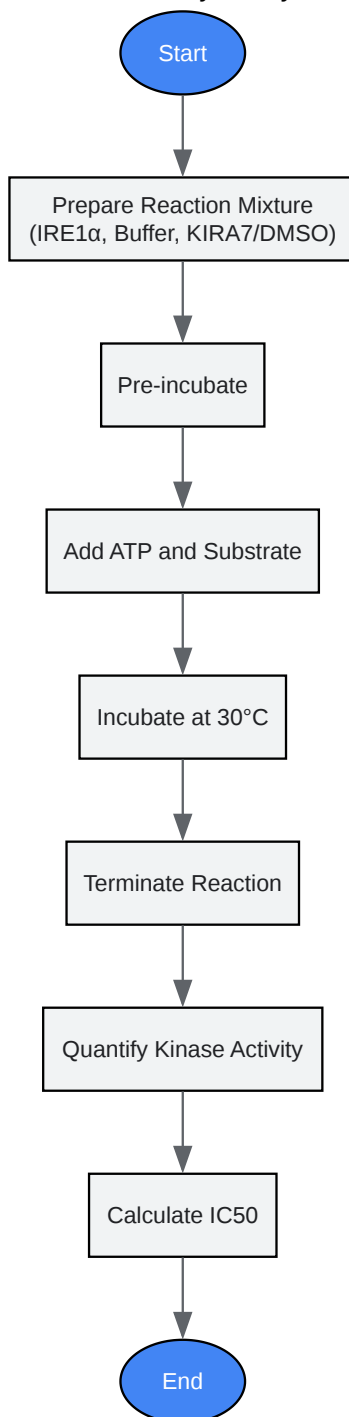 Start
Prepare Reaction Mixture
(IRE1α, Buffer, KIRA7/DMSO)
Pre-incubate
Add ATP and Substrate
Incubate at 30°C
Terminate Reaction
Quantify Kinase Activity
Calculate IC50
End